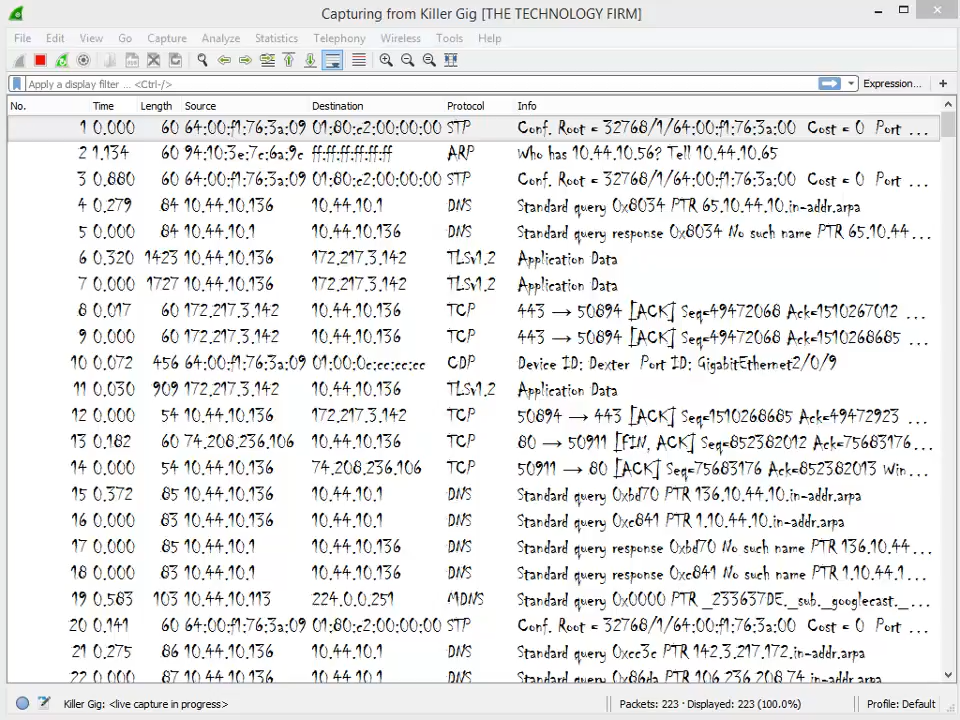 Capturing from Killer Gig [THE TECHNOLOGY FIRM]
File Edit View Go Capture Analyze Statistics Telephony Wireless Tools Help
Apply a display filter ... <Ctrl-/> Expression... +
No. Time Length Source Destination Protocol Info
1 0.000 60 64:00:f1:76:3a:09 01:80:c2:00:00:00 STP Conf. Root = 32768/1/64:00:f1:76:3a:00 Cost = 0 Port ...
2 1.134 60 94:10:3e:7c:6a:9c ff:ff:ff:ff:ff:ff ARP Who has 10.44.10.56? Tell 10.44.10.65
3 0.880 60 64:00:f1:76:3a:09 01:80:c2:00:00:00 STP Conf. Root = 32768/1/64:00:f1:76:3a:00 Cost = 0 Port ...
4 0.279 84 10.44.10.136 10.44.10.1 DNS Standard query 0x8034 PTR 65.10.44.10.in-addr.arpa
5 0.000 84 10.44.10.1 10.44.10.136 DNS Standard query response 0x8034 No such name PTR 65.10.44...
6 0.320 1423 10.44.10.136 172.217.3.142 TLSv1.2 Application Data
7 0.000 1727 10.44.10.136 172.217.3.142 TLSv1.2 Application Data
8 0.017 60 172.217.3.142 10.44.10.136 TCP 443 → 50894 [ACK] Seq=49472068 Ack=1510267012 ...
9 0.000 60 172.217.3.142 10.44.10.136 TCP 443 → 50894 [ACK] Seq=49472068 Ack=1510268685 ...
10 0.072 456 64:00:f1:76:3a:09 01:00:0c:cc:cc:cc CDP Device ID: Dexter Port ID: GigabitEthernet2/0/9
11 0.030 909 172.217.3.142 10.44.10.136 TLSv1.2 Application Data
12 0.000 54 10.44.10.136 172.217.3.142 TCP 50894 → 443 [ACK] Seq=1510268685 Ack=49472923 ...
13 0.182 60 74.208.236.106 10.44.10.136 TCP 80 → 50911 [FIN, ACK] Seq=852382012 Ack=75683176...
14 0.000 54 10.44.10.136 74.208.236.106 TCP 50911 → 80 [ACK] Seq=75683176 Ack=852382013 Win...
15 0.372 85 10.44.10.136 10.44.10.1 DNS Standard query 0xbd70 PTR 136.10.44.10.in-addr.arpa
16 0.000 83 10.44.10.136 10.44.10.1 DNS Standard query 0xc841 PTR 1.10.44.10.in-addr.arpa
17 0.000 85 10.44.10.1 10.44.10.136 DNS Standard query response 0xbd70 No such name PTR 136.10.44...
18 0.000 83 10.44.10.1 10.44.10.136 DNS Standard query response 0xc841 No such name PTR 1.10.44.1...
19 0.583 103 10.44.10.113 224.0.0.251 MDNS Standard query 0x0000 PTR _233637DE._sub._googlecast._...
20 0.141 60 64:00:f1:76:3a:09 01:80:c2:00:00:00 STP Conf. Root = 32768/1/64:00:f1:76:3a:00 Cost = 0 Port ...
21 0.275 86 10.44.10.136 10.44.10.1 DNS Standard query 0xcc3c PTR 142.3.217.172.in-addr.arpa
22 0.000 87 10.44.10.136 10.44.10.1 DNS Standard query 0x86da PTR 106.236.208.74.in-addr.arpa
Killer Gig: <live capture in progress> Packets: 223 · Displayed: 223 (100.0%) Profile: Default